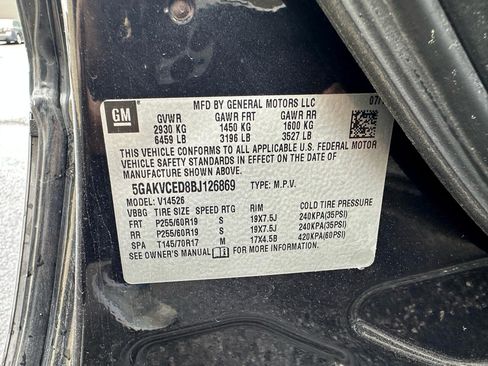 GM
MFD BY GENERAL MOTORS LLC
07/
GVWR GAWR FRT GAWR RR
2930 KG 1450 KG 1600 KG
6459 LB 3196 LB 3527 LB
THIS VEHICLE CONFORMS TO ALL APPLICABLE U.S. FEDERAL MOTOR
VEHICLE SAFETY STANDARDS IN EFFECT ON THE DATE OF
MANUFACTURE SHOWN ABOVE.
5GAKVCED8BJ126869 TYPE: M.P.V.
MODEL: V14526
VBBG TIRE SIZE SPEED RTG RIM COLD TIRE PRESSURE
FRT P255/60R19 S 19X7.5J 240KPA(35PSI)
RR P255/60R19 S 19X7.5J 240KPA(35PSI)
SPA T145/70R17 M 17X4.5B 420KPA(60PSI)
SEE OWNER'S MANUAL FOR MORE INFORMATION.